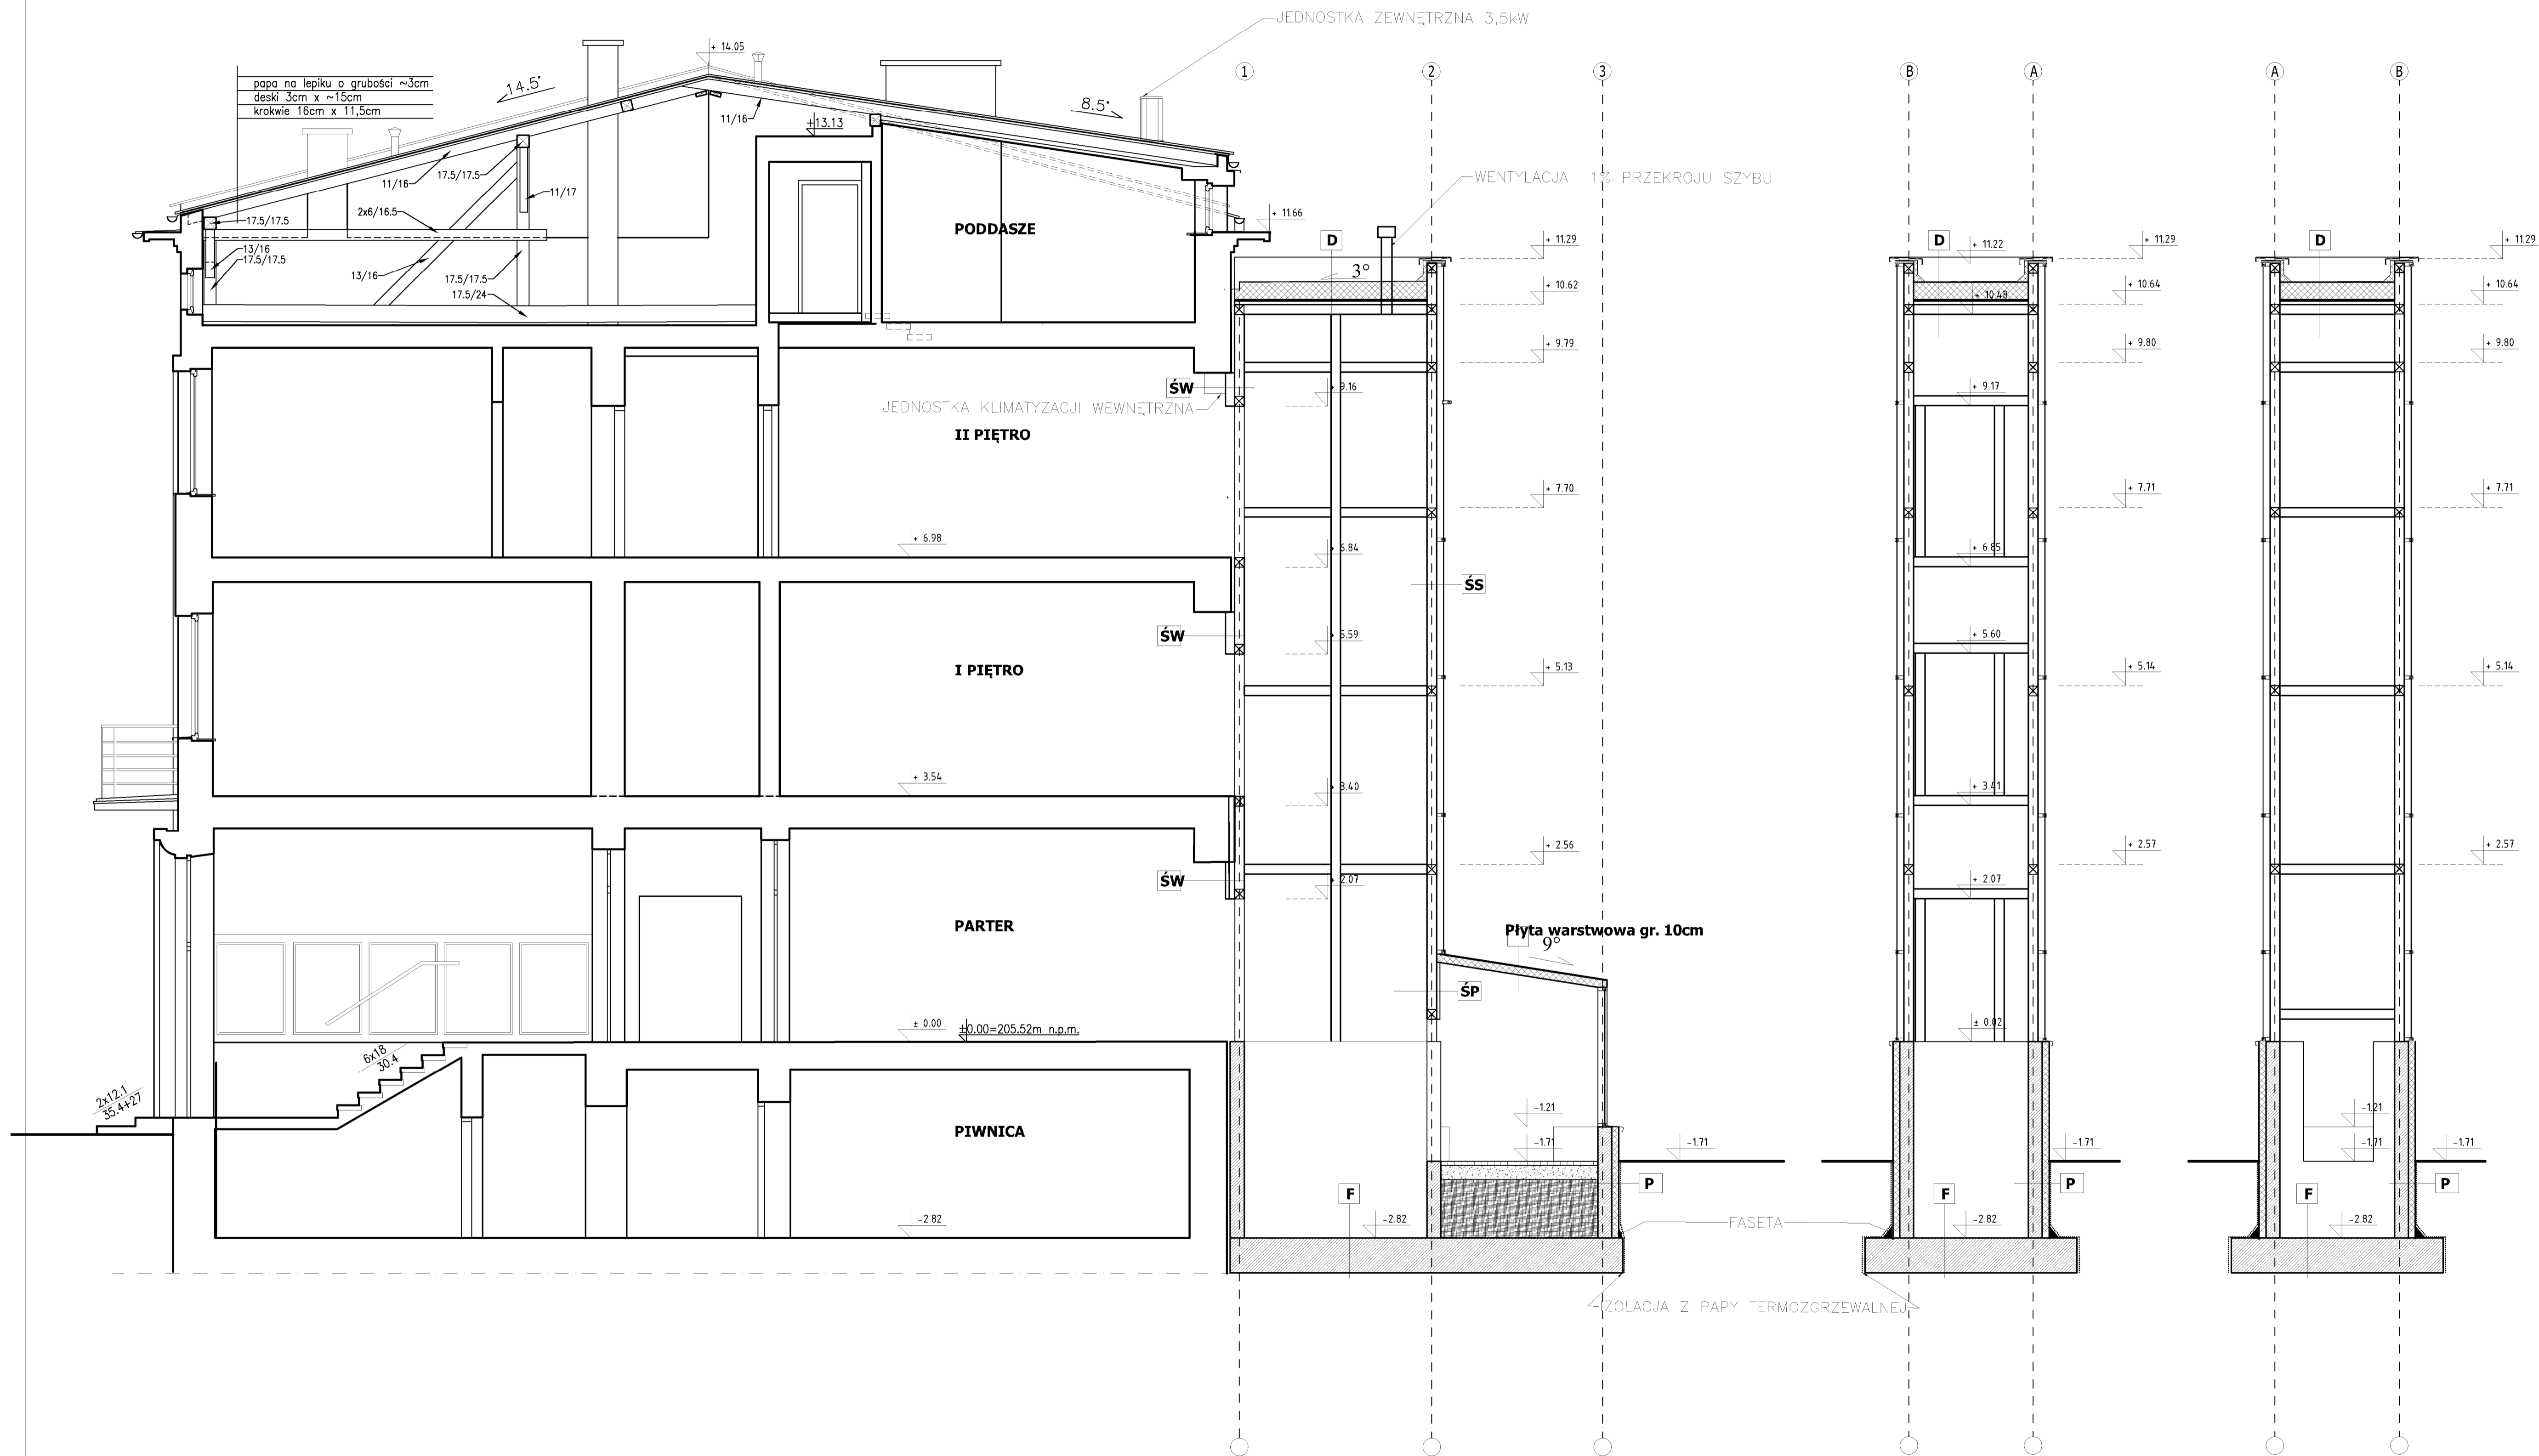 JEDNOSTKA ZEWNĘTRZNA 3,5kW
+ 14.05
papa na lepiku o grubości ~3cm
deski 3cm x ~15cm
krokwie 16cm x 11,5cm
14.5°
8.5°
11/16
+13.13
11/16
17.5/17.5
11/17
2x6/16.5
17.5/17.5
13/16
17.5/17.5
13/16
17.5/17.5
17.5/24
PODDASZE
WENTYLACJA 1% PRZEKROJU SZYBU
+ 11.66
1
2
3
B
A
A
B
D
3°
+ 11.29
+ 10.62
+ 9.79
+ 9.16
ŚW
JEDNOSTKA KLIMATYZACJI WEWNĘTRZNA
II PIĘTRO
+ 7.70
+ 6.98
+ 6.84
ŚS
ŚW
+ 5.59
I PIĘTRO
+ 5.13
+ 3.54
+ 3.40
+ 2.56
ŚW
+ 2.07
PARTER
Płyta warstwowa gr. 10cm
9°
ŚP
± 0.00
±0.00=205.52m n.p.m.
6x18
30.4
2x12.1
35.4+27
PIWNICA
-1.21
-1.71
-1.71
P
F
-2.82
-2.82
FASETA
IZOLACJA Z PAPY TERMOZGRZEWALNEJ
D
+ 11.22
+ 11.29
+ 10.64
+ 10.48
+ 9.80
+ 9.17
+ 7.71
+ 6.85
+ 5.60
+ 5.14
+ 3.41
+ 2.57
+ 2.07
± 0.02
-1.71
P
F
-2.82
D
+ 11.29
+ 10.64
+ 9.80
+ 7.71
+ 5.14
+ 2.57
-1.21
-1.71
-1.71
P
F
-2.82